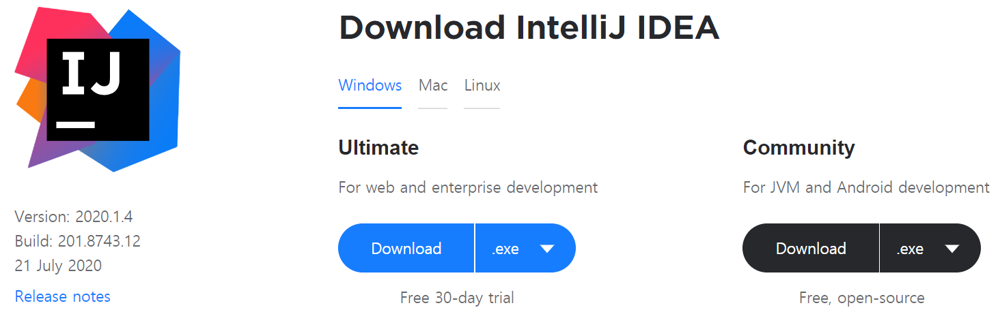 IJ
Download IntelliJ IDEA
Windows Mac Linux
Ultimate
For web and enterprise development
Download .exe
Free 30-day trial
Community
For JVM and Android development
Download .exe
Free, open-source
Version: 2020.1.4
Build: 201.8743.12
21 July 2020
Release notes